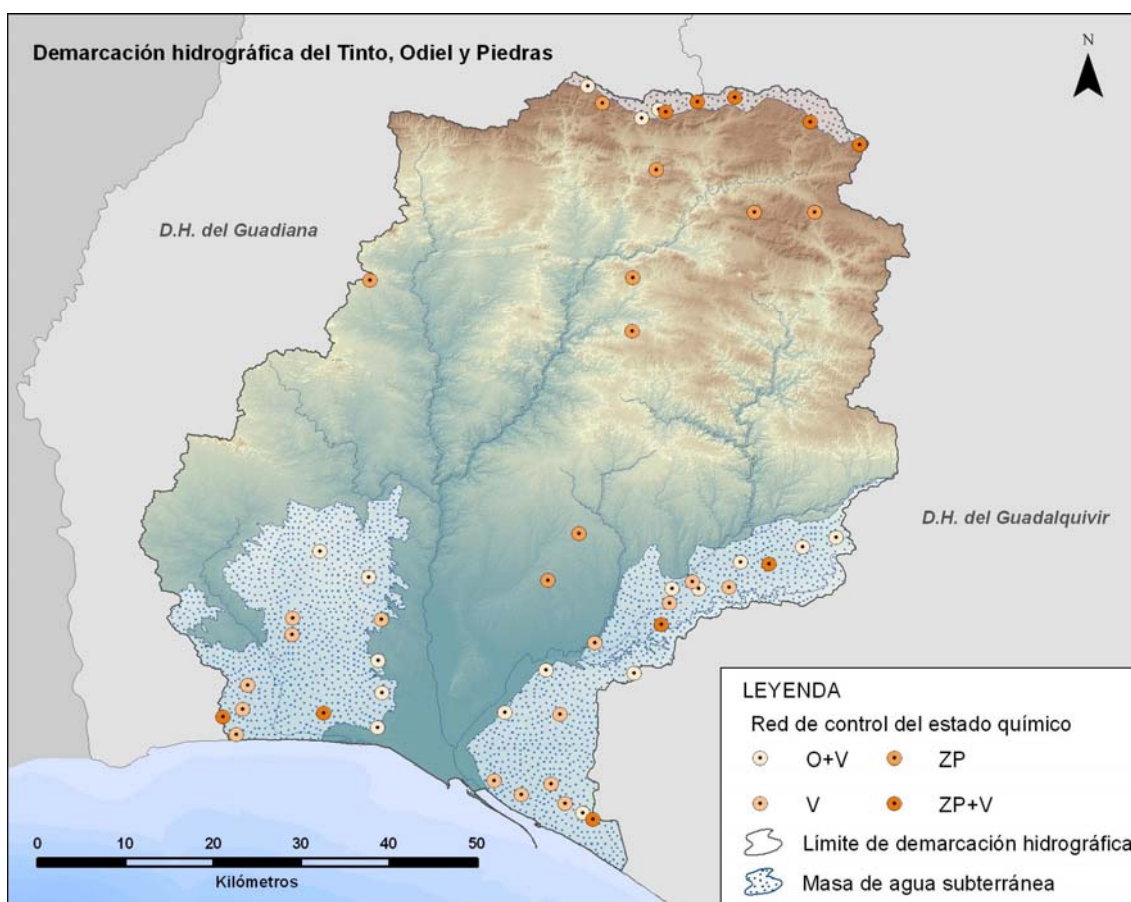 Demarcación hidrográfica del Tinto, Odiel y Piedras
N
D.H. del Guadiana
D.H. del Guadalquivir
LEYENDA
Red de control del estado químico
O+V ZP
V ZP+V
Límite de demarcación hidrográfica
Masa de agua subterránea
0 10 20 30 40 50
Kilómetros